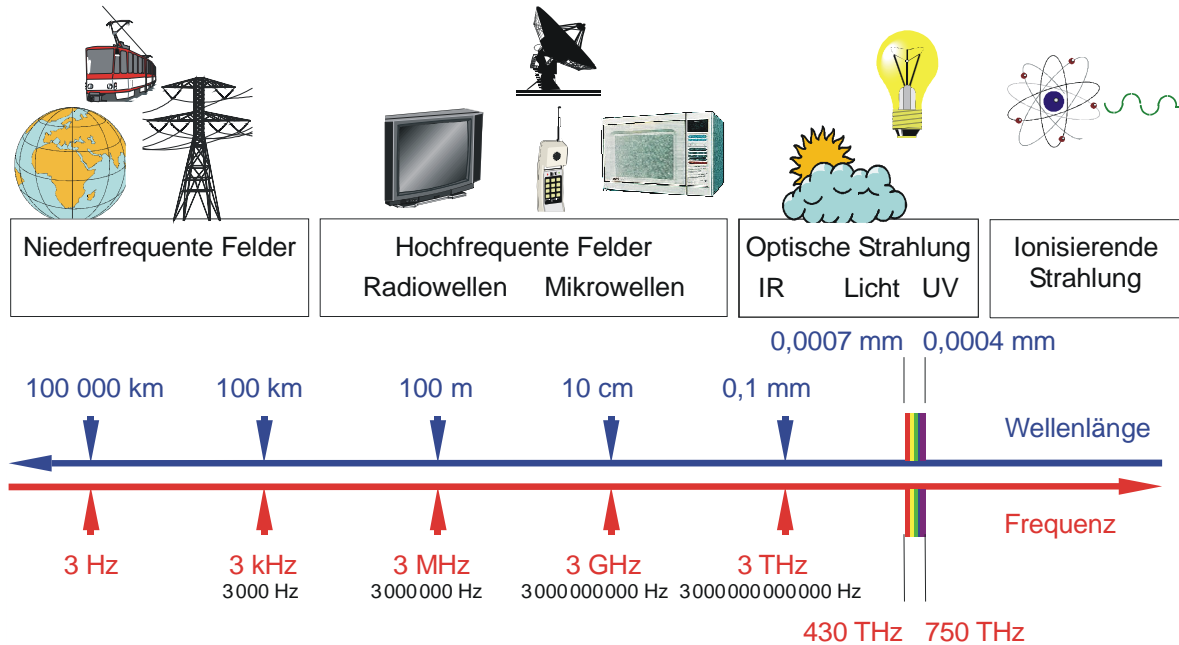 Niederfrequente Felder
Hochfrequente Felder
Radiowellen Mikrowellen
Optische Strahlung
IR Licht UV
Ionisierende
Strahlung
0,0007 mm 0,0004 mm
100 000 km 100 km 100 m 10 cm 0,1 mm
Wellenlänge
Frequenz
3 Hz 3 kHz 3 MHz 3 GHz 3 THz
3000 Hz 3000000 Hz 3000000000 Hz 3000000000000 Hz
430 THz 750 THz